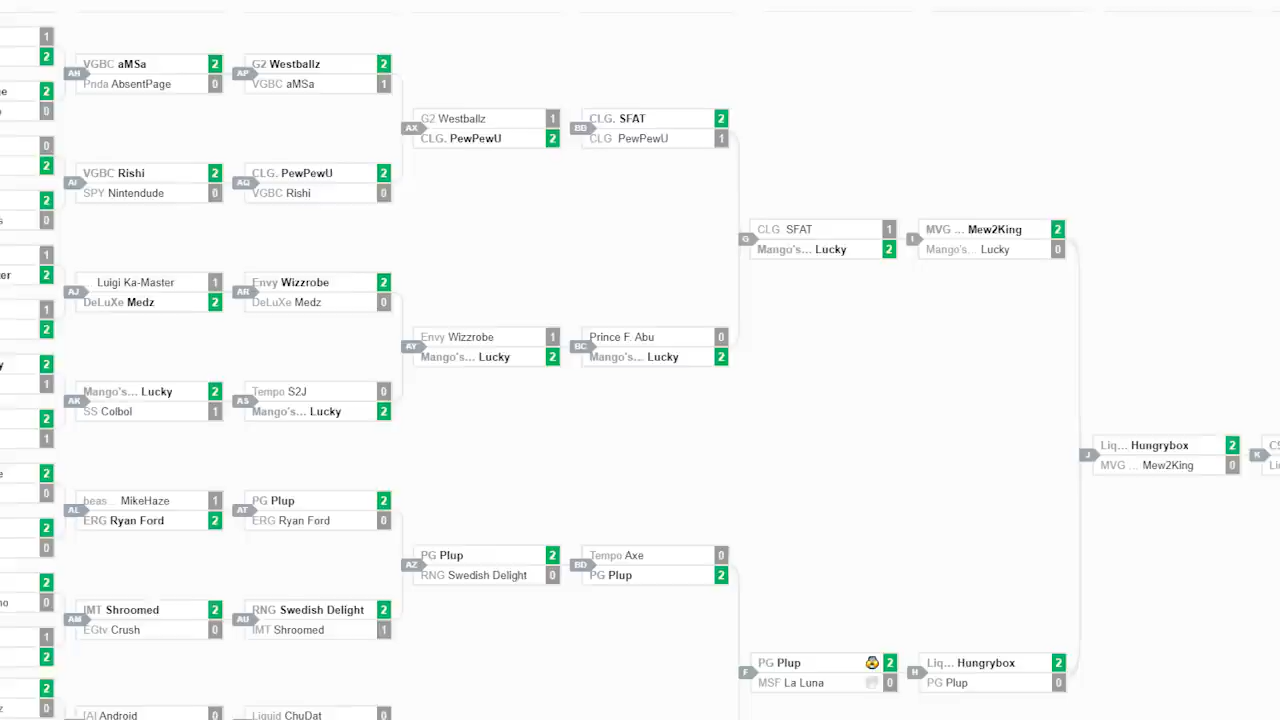 1
2
2
0
0
2
2
0
1
2
1
2
2
1
2
1
2
0
2
0
2
0
1
2
2
0
AH
VGBC aMSa 2
Pnda AbsentPage 0
AI
VGBC Rishi 2
SPY Nintendude 0
AJ
Luigi Ka-Master 1
DeLuXe Medz 2
AK
Mango's... Lucky 2
SS Colbol 1
AL
beas... MikeHaze 1
ERG Ryan Ford 2
AM
IMT Shroomed 2
EGtv Crush 0
[A] Android 0
AP
G2 Westballz 2
VGBC aMSa 1
AQ
CLG. PewPewU 2
VGBC Rishi 0
AR
Envy Wizzrobe 2
DeLuXe Medz 0
AS
Tempo S2J 0
Mango's... Lucky 2
AT
PG Plup 2
ERG Ryan Ford 0
AU
RNG Swedish Delight 2
IMT Shroomed 1
Liquid ChuDat 0
AX
G2 Westballz 1
CLG. PewPewU 2
AY
Envy Wizzrobe 1
Mango's... Lucky 2
AZ
PG Plup 2
RNG Swedish Delight 0
BB
CLG. SFAT 2
CLG PewPewU 1
BC
Prince F. Abu 0
Mango's... Lucky 2
BD
Tempo Axe 0
PG Plup 2
G
CLG SFAT 1
Mango's... Lucky 2
F
PG Plup 2
MSF La Luna 0
I
MVG ... Mew2King 2
Mango's... Lucky 0
H
Liq... Hungrybox 2
PG Plup 0
J
Liq... Hungrybox 2
MVG ... Mew2King 0
K